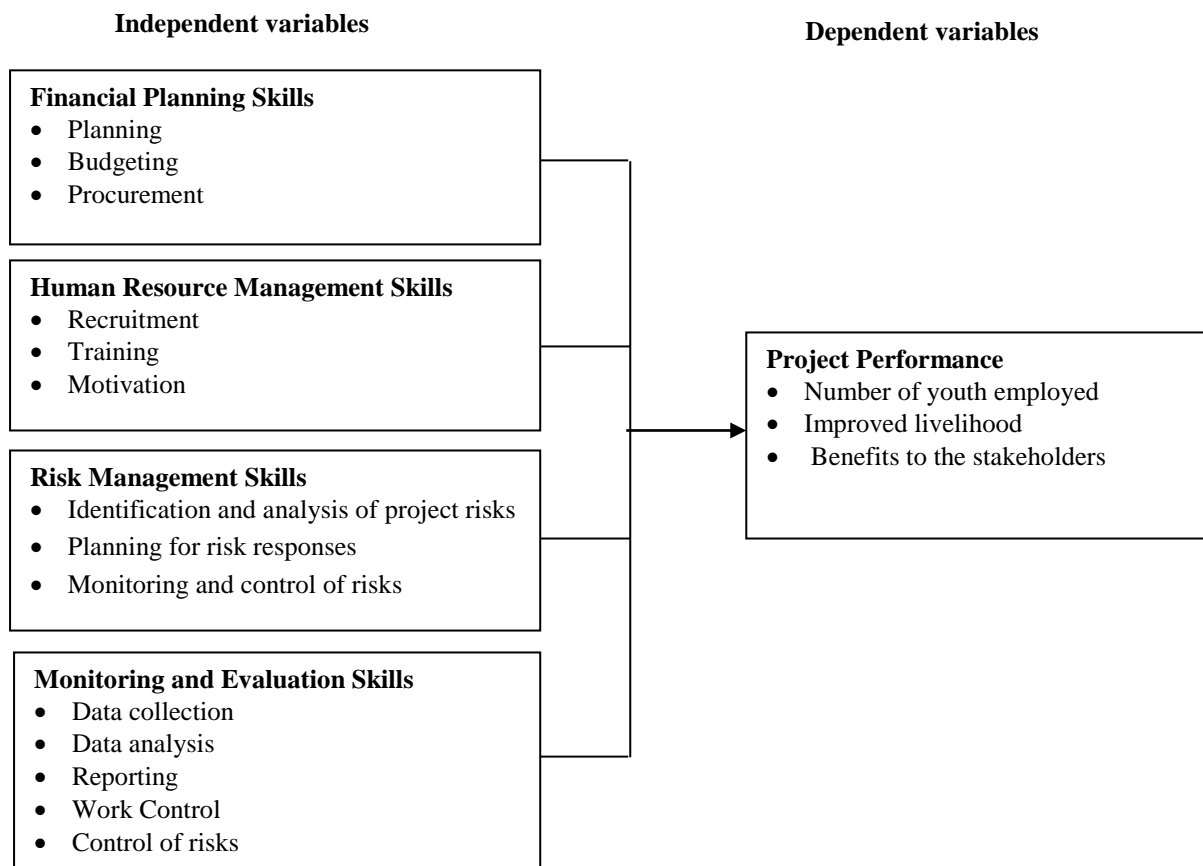 Independent variables
Dependent variables
Financial Planning Skills
• Planning
• Budgeting
• Procurement
Human Resource Management Skills
• Recruitment
• Training
• Motivation
Risk Management Skills
• Identification and analysis of project risks
• Planning for risk responses
• Monitoring and control of risks
Monitoring and Evaluation Skills
• Data collection
• Data analysis
• Reporting
• Work Control
• Control of risks
Project Performance
• Number of youth employed
• Improved livelihood
• Benefits to the stakeholders